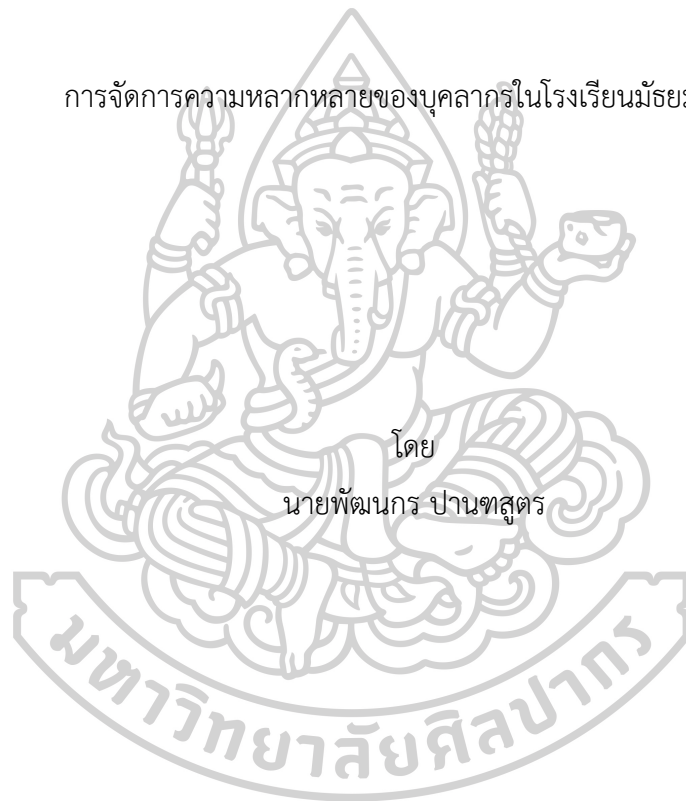 การจัดการความหลากหลายของบุคลากรในโรงเรียนมัธย
โดย
นายพัฒนกร ปานฑสูตร
มหาวิทยาลัยศิลปากร